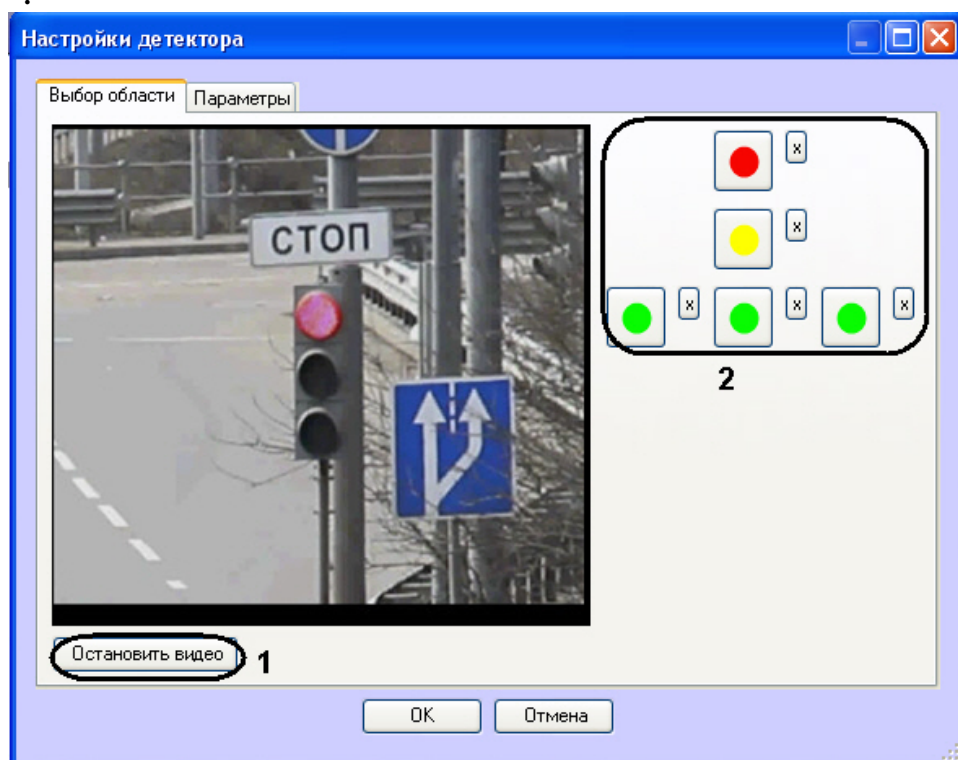 Настройки детектора
Выбор области Параметры
СТОП
x
x
x x x
2
Остановить видео 1
OK Отмена